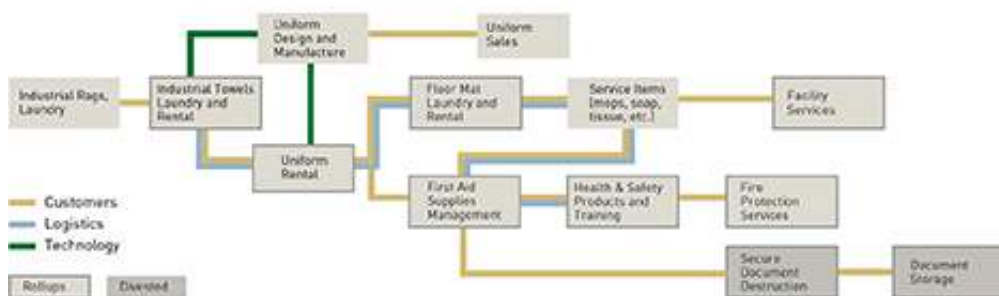 Uniform
Design and
Manufacture
Uniform
Sales
Industrial Rags,
Laundry
Industrial Towels
Laundry and
Rental
Floor Mat
Laundry and
Rental
Service Items
(mops, soap,
tissue, etc.)
Facility
Services
Uniform
Rental
First Aid
Supplies
Management
Health & Safety
Products and
Training
Fire
Protection
Services
Customers
Logistics
Technology
Secure
Document
Destruction
Document
Storage
Rollups
Divested